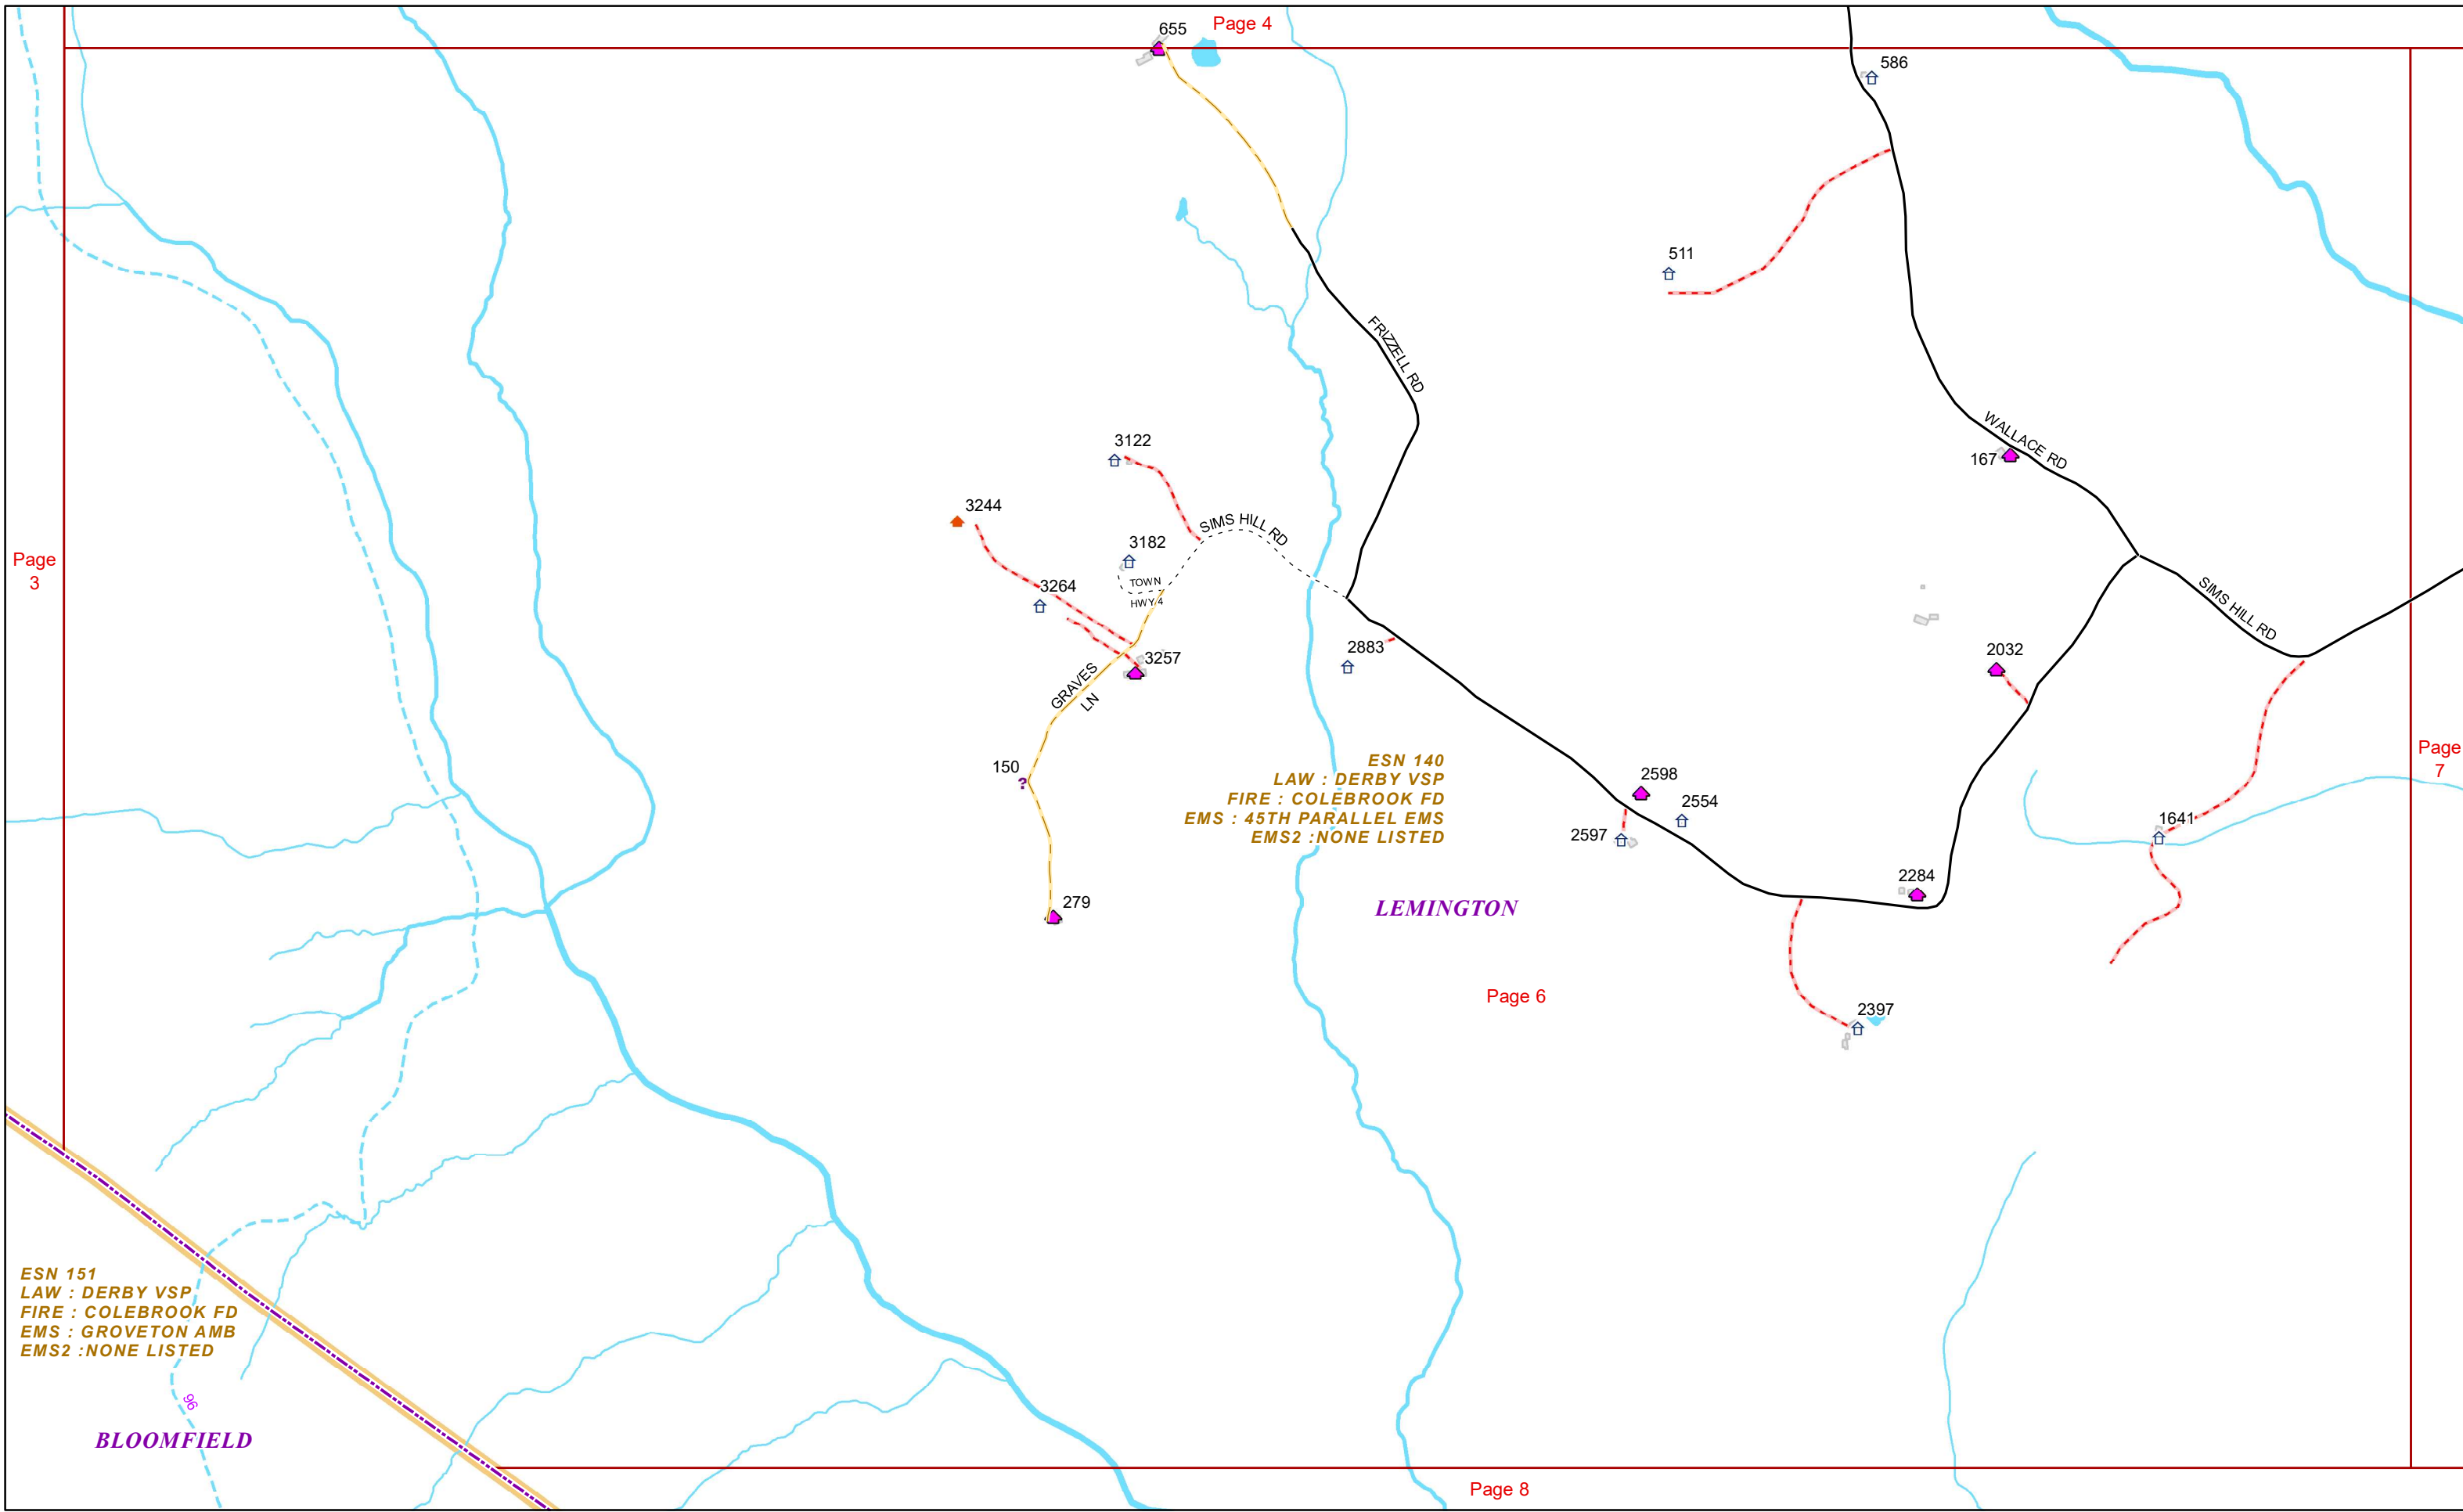 655
Page 4
586
511
FRIZZELL RD
3122
WALLACE RD
167
3244
SIMS HILL RD
3182
Page
3
TOWN
HWY 4
3264
SIMS HILL RD
2883
3257
2032
GRAVES
LN
150
ESN 140
LAW : DERBY VSP
FIRE : COLEBROOK FD
EMS : 45TH PARALLEL EMS
EMS2 :NONE LISTED
2598
2554
2597
Page
7
1641
2284
279
LEMINGTON
Page 6
2397
ESN 151
LAW : DERBY VSP
FIRE : COLEBROOK FD
EMS : GROVETON AMB
EMS2 :NONE LISTED
96
BLOOMFIELD
Page 8
?